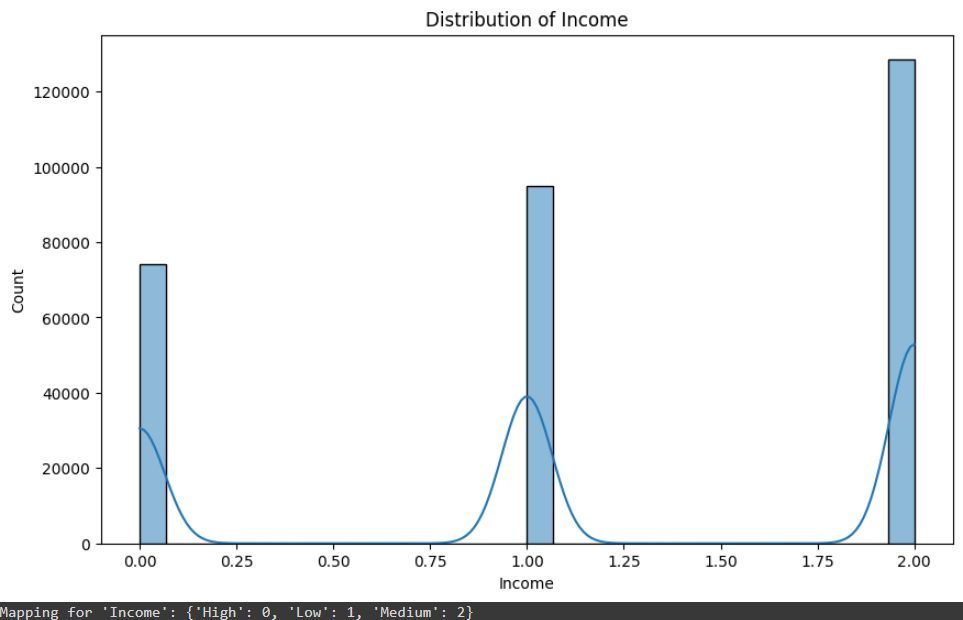 Distribution of Income
120000
100000
80000
60000
40000
20000
0
Count
0.00 0.25 0.50 0.75 1.00 1.25 1.50 1.75 2.00
Income
Mapping for 'Income': {'High': 0, 'Low': 1, 'Medium': 2}